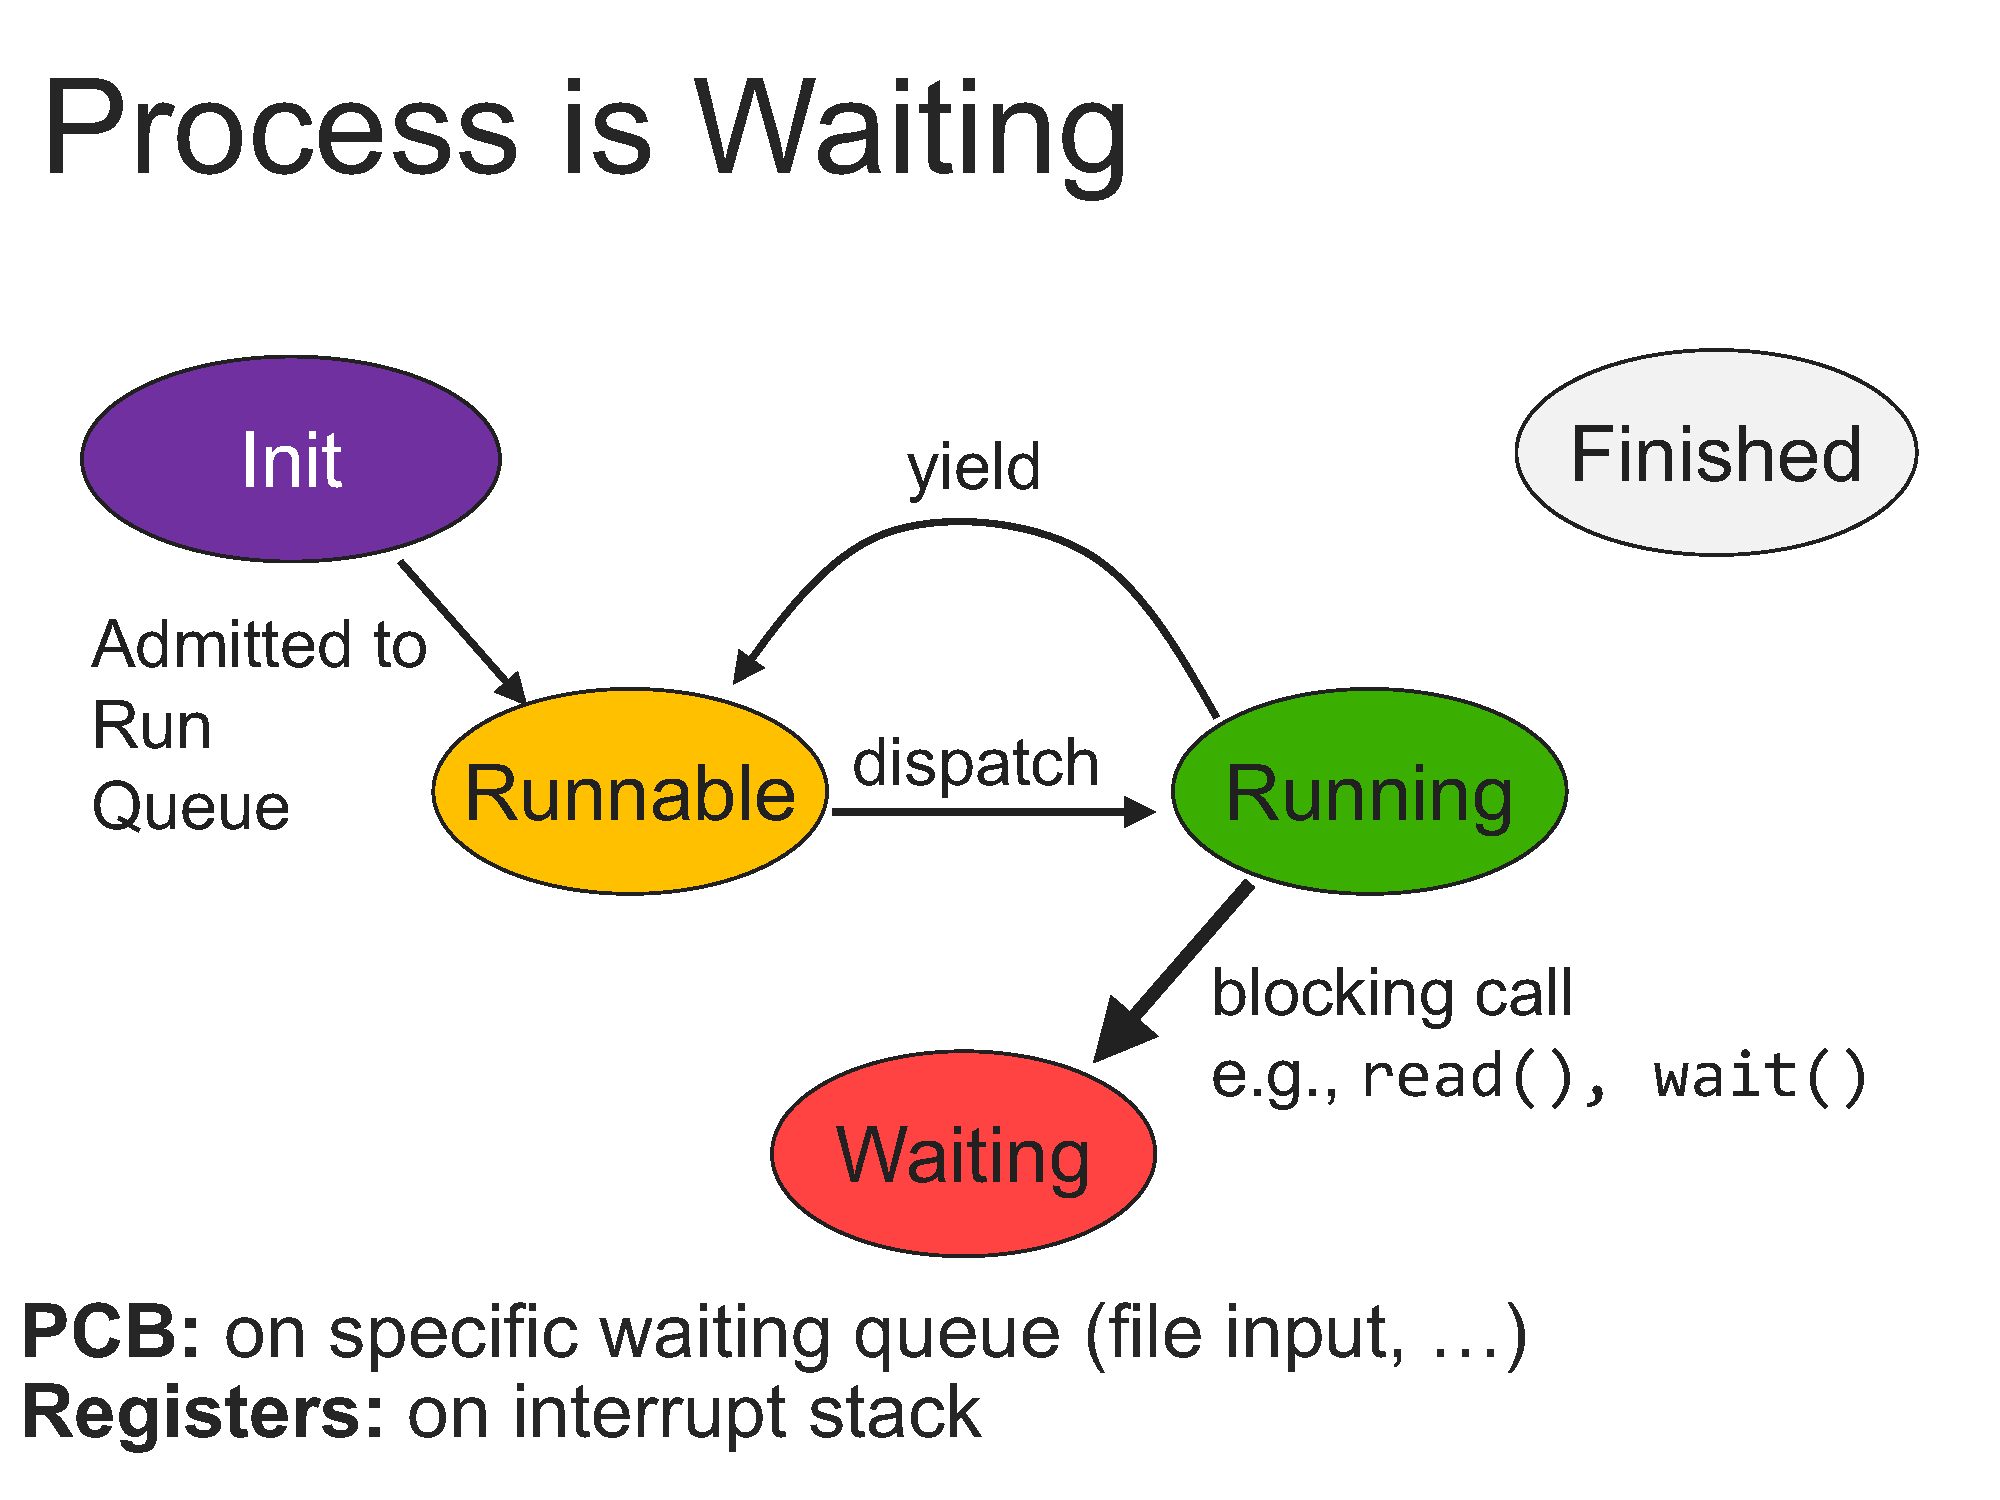 Process is Waiting
Init
Finished
yield
Admitted to
Run
Queue
Runnable
dispatch
Running
blocking call
e.g., read(), wait()
Waiting
PCB: on specific waiting queue (file input, …)
Registers: on interrupt stack